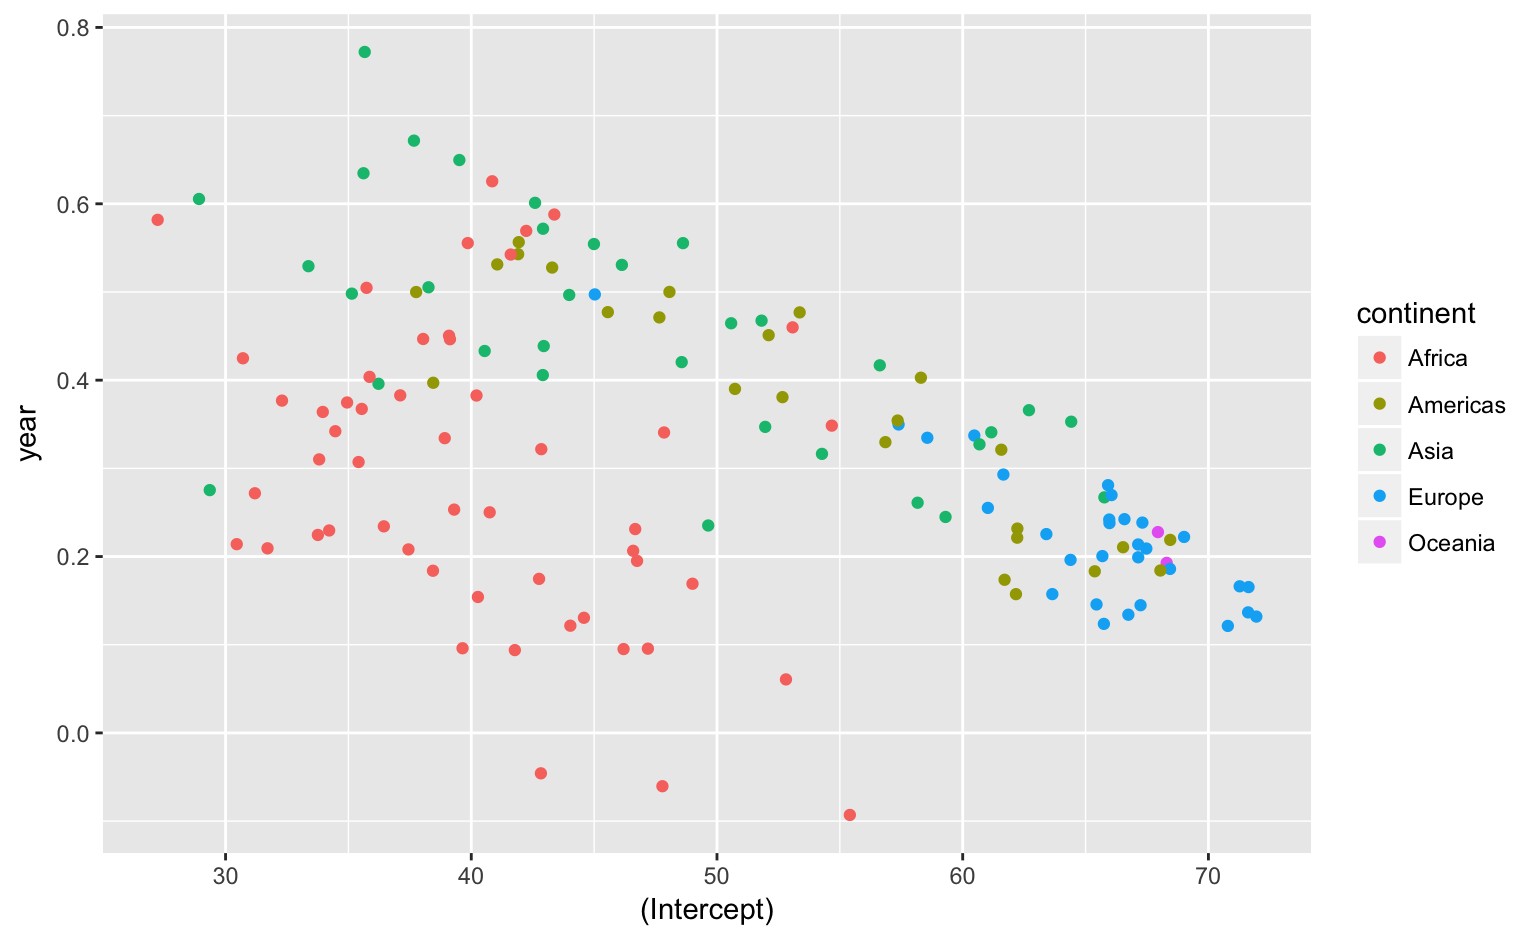 0.8
0.6
0.4
0.2
0.0
year
30 40 50 60 70
(Intercept)
continent
Africa
Americas
Asia
Europe
Oceania